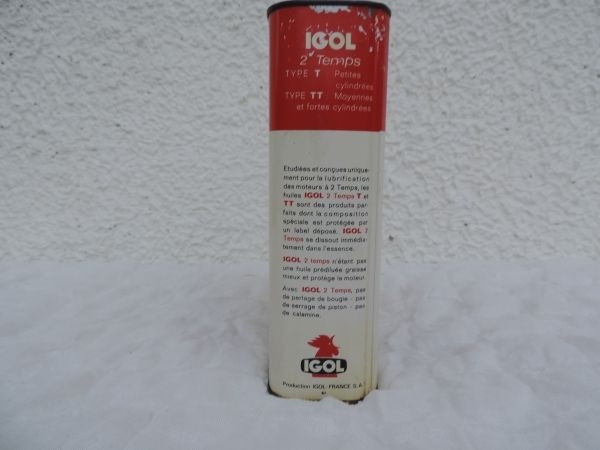 IGOL
2 Temps
TYPE T Petites
cylindrées
TYPE TT Moyennes
et fortes cylindrées
Etudiées et conçues unique-
ment pour la lubrification
des moteurs à 2 Temps, les
huiles IGOL 2 Temps T et
TT sont des produits par-
faits dont la composition
spéciale est protégée par
un label déposé. IGOL 2
Temps se dissout immédia-
tement dans l'essence.
IGOL 2 temps n'étant pas
une huile prédiluée graisse
mieux et protège le moteur.
Avec IGOL 2 Temps, pas
de perlage de bougie - pas
de serrage de piston - pas
de calamine.
IGOL
Production IGOL-FRANCE S.A.